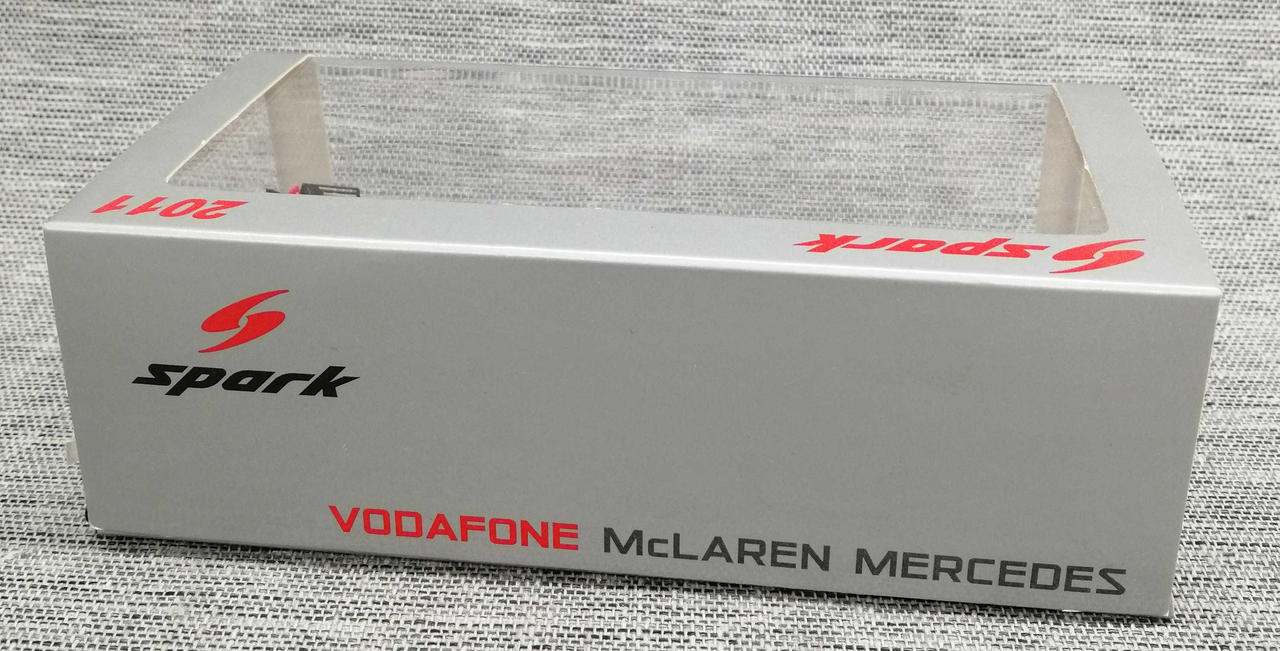 2011
spark
spark
VODAFONE McLAREN MERCEDES